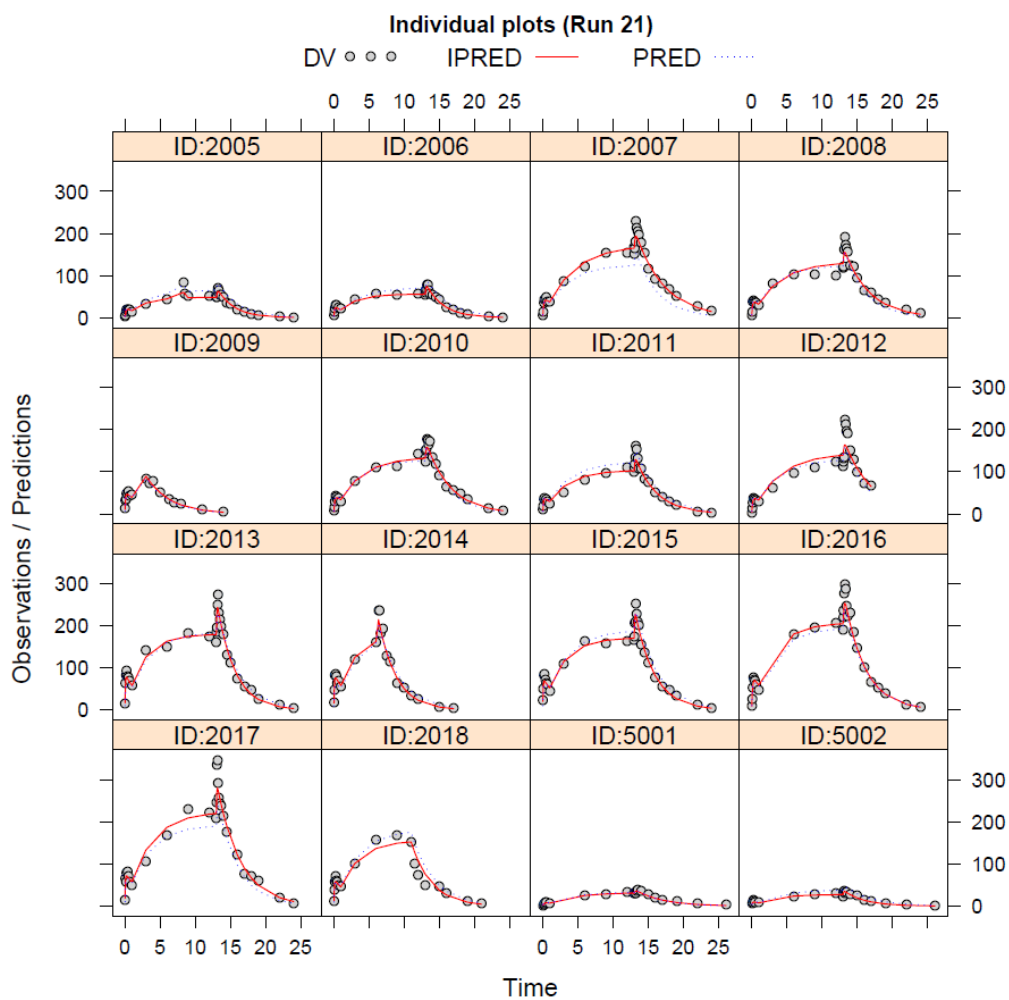 Individual plots (Run 21)
DV IPRED PRED
0 5 10 15 20 25 0 5 10 15 20 25
ID:2005 ID:2006 ID:2007 ID:2008
300
200
100
0
ID:2009 ID:2010 ID:2011 ID:2012
300
200
100
0
ID:2013 ID:2014 ID:2015 ID:2016
300
200
100
0
ID:2017 ID:2018 ID:5001 ID:5002
300
200
100
0
0 5 10 15 20 25 0 5 10 15 20 25
Observations / Predictions
Time